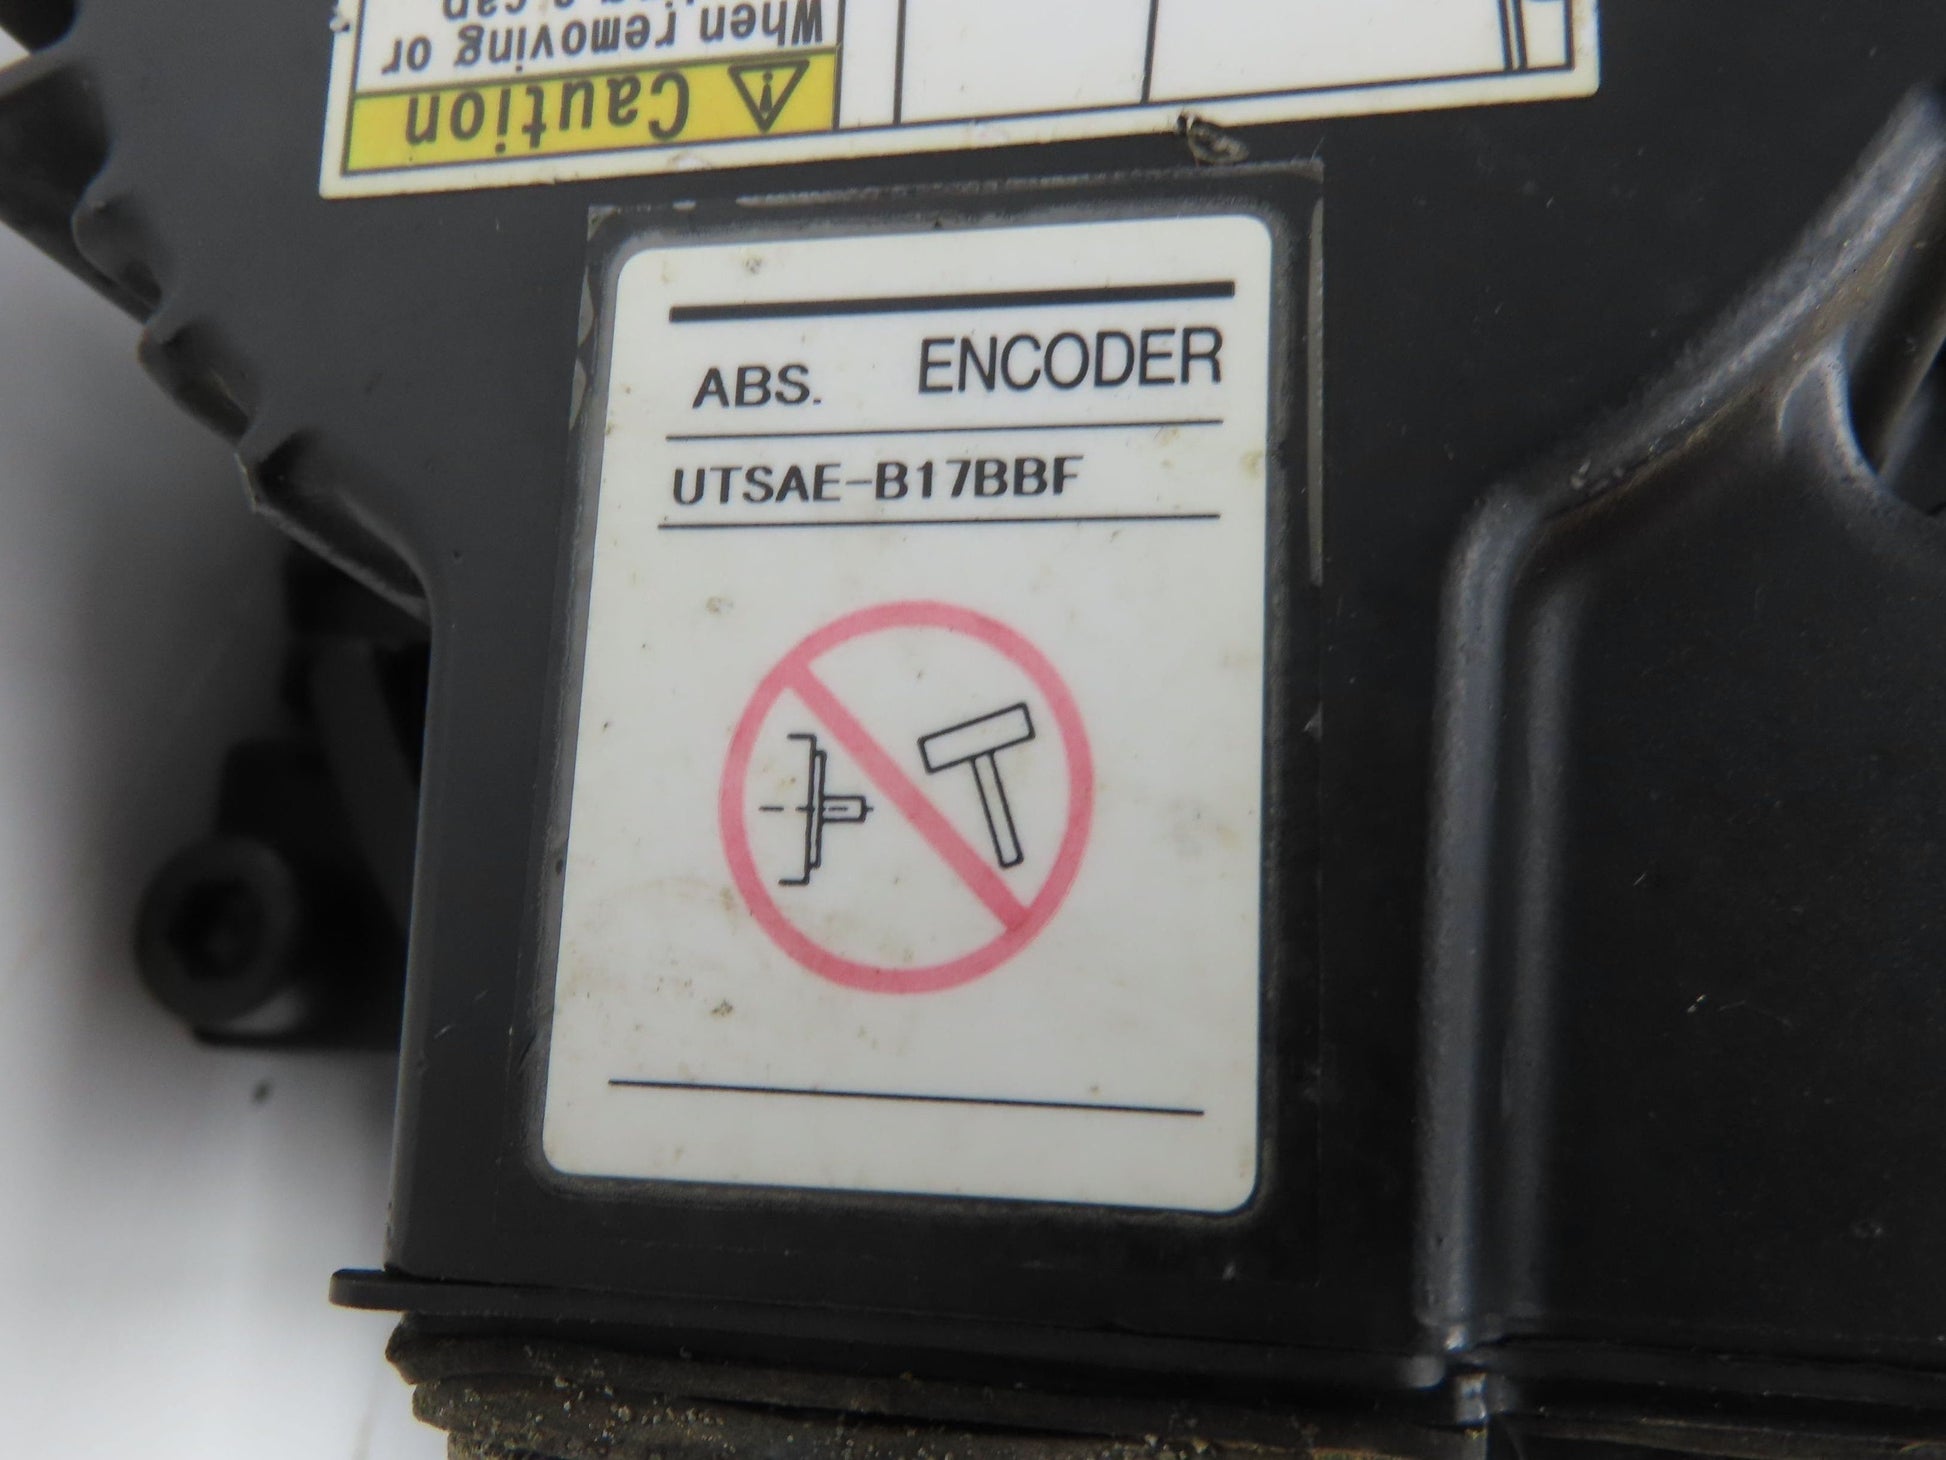 Caution
When removing or
ABS. ENCODER
UTSAE-B17BBF